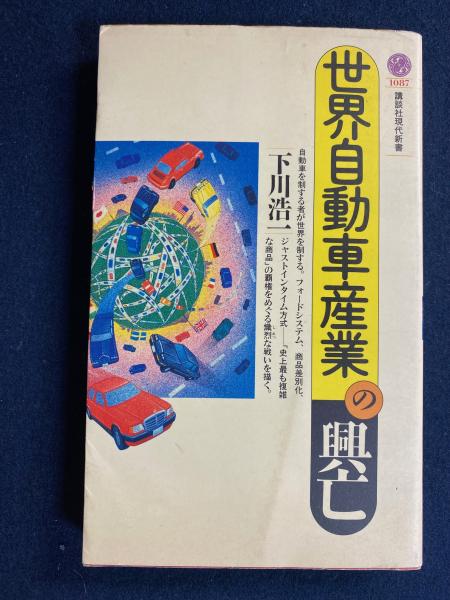 1087
講談社現代新書
世界自動車産業の興亡
下川浩一
自動車を制する者が世界を制する。フォードシステム、商品差別化、
ジャストインタイム方式――「史上最も複雑
な商品」の覇権をめぐる熾烈な戦いを描く。